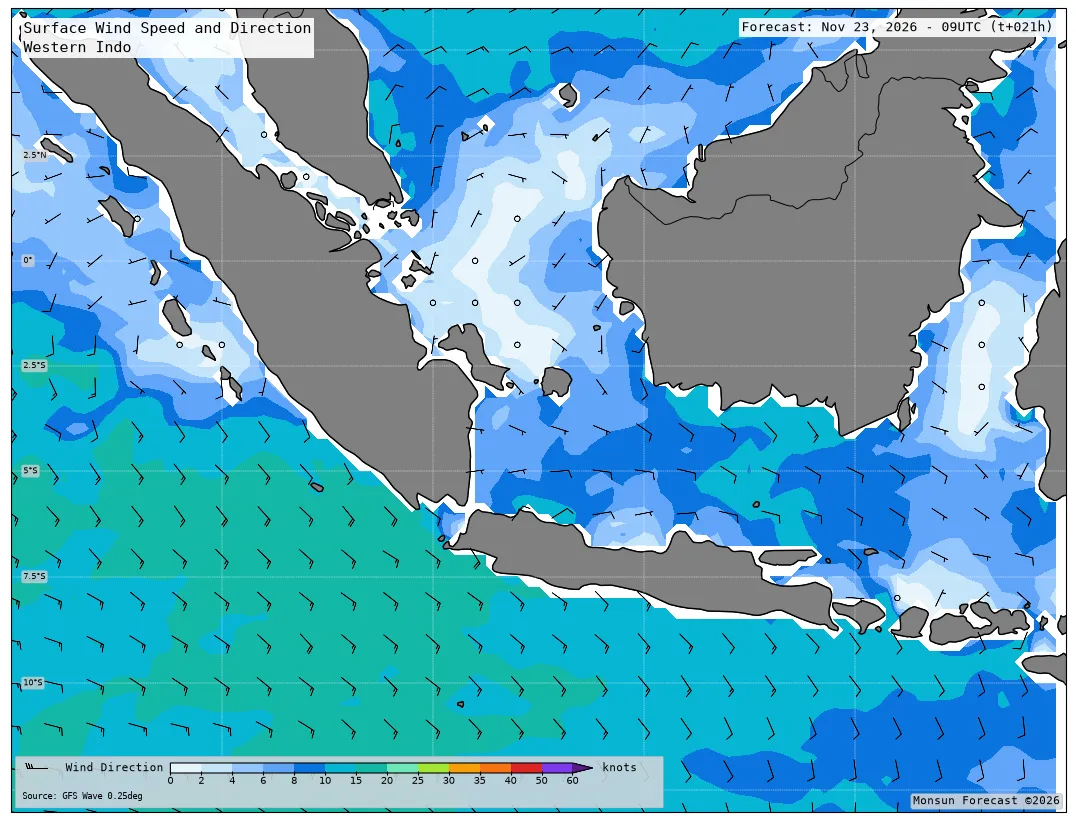 Surface Wind Speed and Direction
Western Indo
Forecast: Nov 23, 2026 - 09UTC (t+021h)
2.5°N
0°
2.5°S
5°S
7.5°S
10°S
Wind Direction
0 2 4 6 8 10 15 20 25 30 35 40 50 60
knots
Source: GFS Wave 0.25deg
Monsun Forecast ©2026